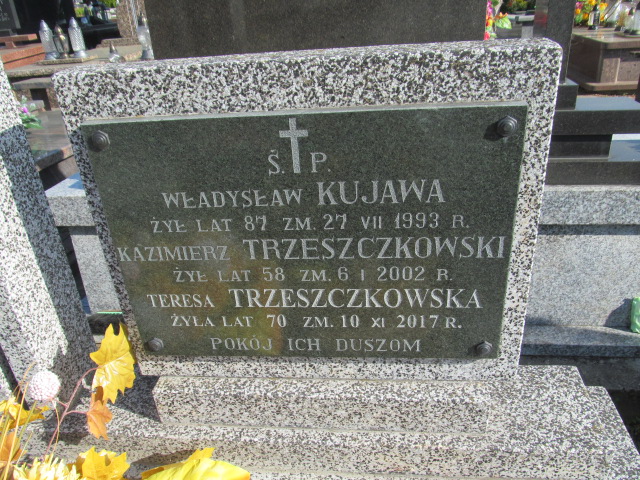 Ś. P.
WŁADYSŁAW KUJAWA
ŻYŁ LAT 87 ZM. 27 VII 1993 R.
KAZIMIERZ TRZESZCZKOWSKI
ŻYŁ LAT 58 ZM. 6 I 2002 R.
TERESA TRZESZCZKOWSKA
ŻYŁA LAT 70 ZM. 10 XI 2017 R.
POKÓJ ICH DUSZOM